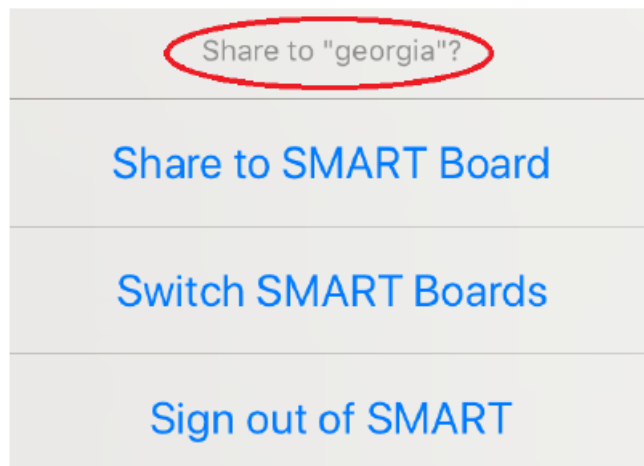 Share to "georgia"?
Share to SMART Board
Switch SMART Boards
Sign out of SMART